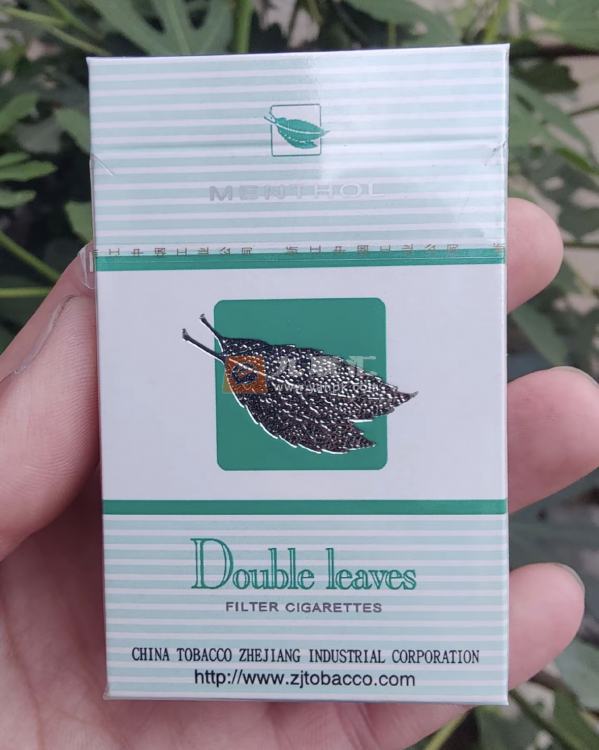 MENTHOL
Double leaves
FILTER CIGARETTES
CHINA TOBACCO ZHEJIANG INDUSTRIAL CORPORATION
http://www.zjtobacco.com